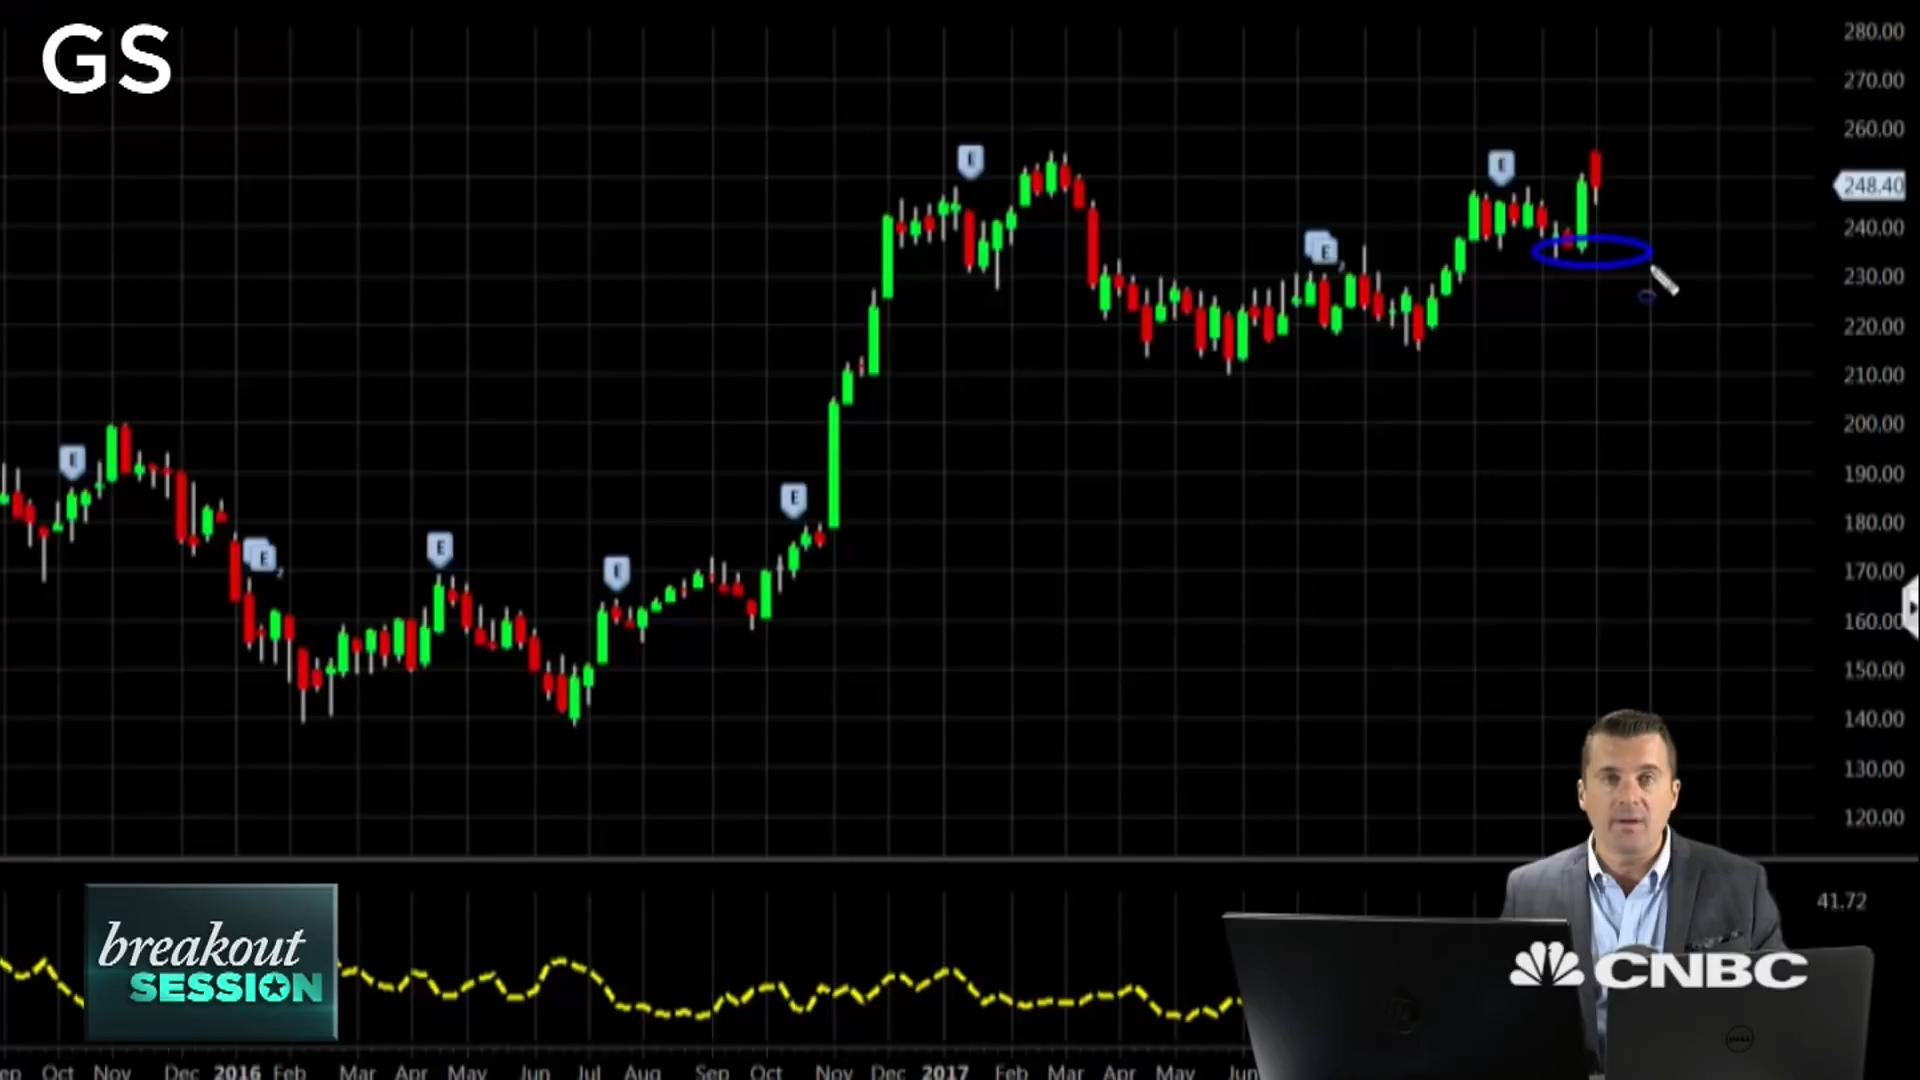 GS
280.00
270.00
260.00
248.40
240.00
230.00
220.00
210.00
200.00
190.00
180.00
170.00
160.00
150.00
140.00
130.00
120.00
E
E
E
E
E
E
E
E
2
E
41.72
breakout
SESSION
CNBC
DELL
Oct Nov Dec 2016 Feb Mar Apr May Jun Jul Aug Sep Oct Nov Dec 2017 Feb Mar Apr May Jun